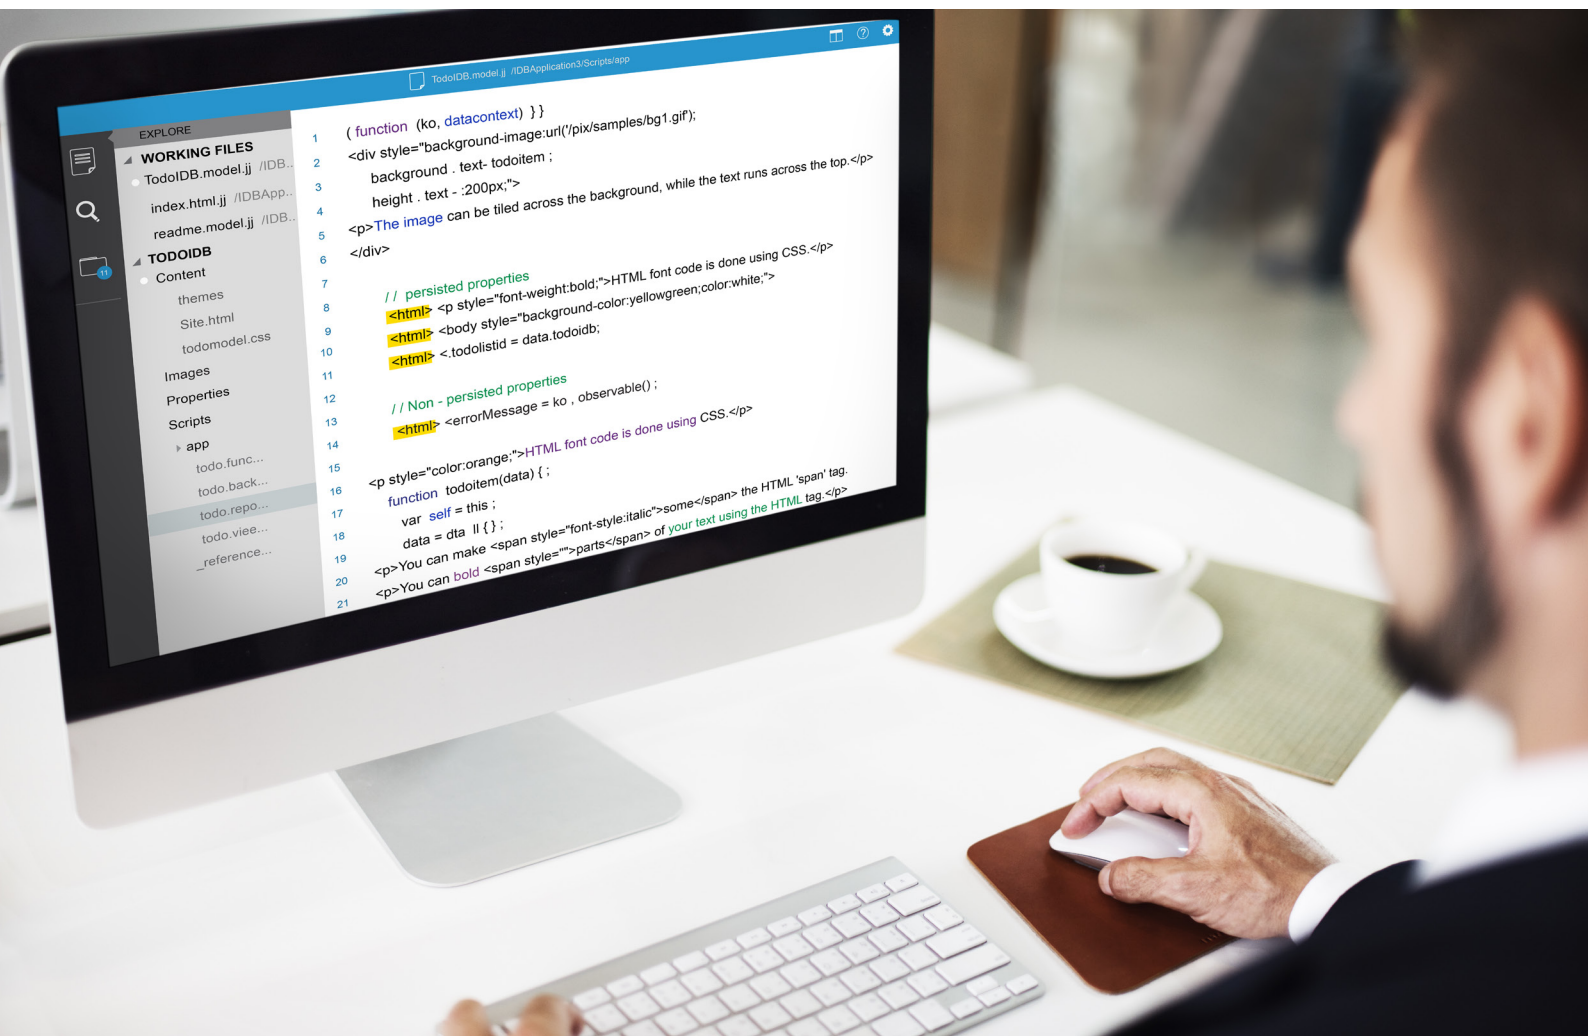 TodoIDB.model.jj /IDBApplication3/Scripts/app
EXPLORE
WORKING FILES
TodoIDB.model.jj /IDB..
index.html.jj /IDBApp..
readme.model.jj /IDB..
TODOIDB
Content
themes
Site.html
todomodel.css
Images
Properties
Scripts
app
todo.func...
todo.back...
todo.repo...
todo.viee...
_reference...
11
1 ( function (ko, datacontext) } }
2 <div style="background-image:url('/pix/samples/bg1.gif');
3 background . text- todoitem ;
4 height . text - :200px;">
5 <p>The image can be tiled across the background, while the text runs across the top.</p>
6 </div>
7
8 // persisted properties
9 <html> <p style="font-weight:bold;">HTML font code is done using CSS.</p>
10 <html> <body style="background-color:yellowgreen;color:white;">
11 <html> <.todolistid = data.todoidb;
12
13 // Non - persisted properties
14 <html> <errorMessage = ko , observable() ;
15
16 <p style="color:orange;">HTML font code is done using CSS.</p>
17 function todoitem(data) { ;
18 var self = this ;
19 data = dta || { } ;
20 <p>You can make <span style="font-style:italic">some</span> the HTML 'span' tag.
21 <p>You can bold <span style="">parts</span> of your text using the HTML tag.</p>